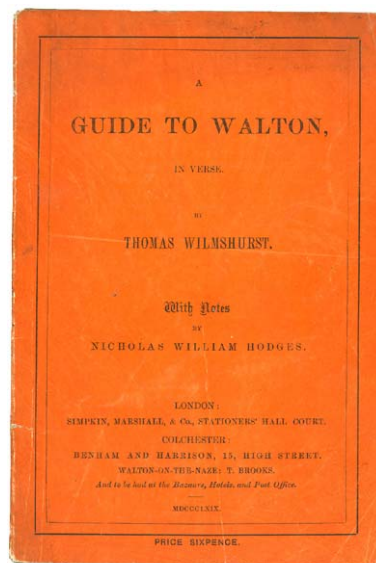 A
GUIDE TO WALTON,
IN VERSE.
BY
THOMAS WILMSHURST.
With Notes
BY
NICHOLAS WILLIAM HODGES.
LONDON:
SIMPKIN, MARSHALL, & Co., STATIONERS' HALL COURT.
COLCHESTER:
BENHAM AND HARRISON, 15, HIGH STREET.
WALTON-ON-THE-NAZE: T. BROOKS.
And to be had at the Bazaars, Hotels, and Post Office.
MDCCCLXIX.
PRICE SIXPENCE.